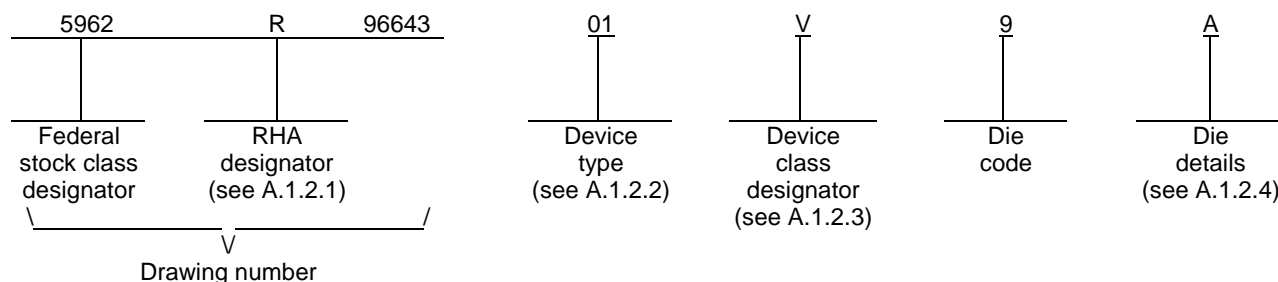 5962 R 96643 01 V 9 A
Federal stock class designator
RHA designator (see A.1.2.1)
Device type (see A.1.2.2)
Device class designator (see A.1.2.3)
Die code
Die details (see A.1.2.4)
\ /
\/
Drawing number